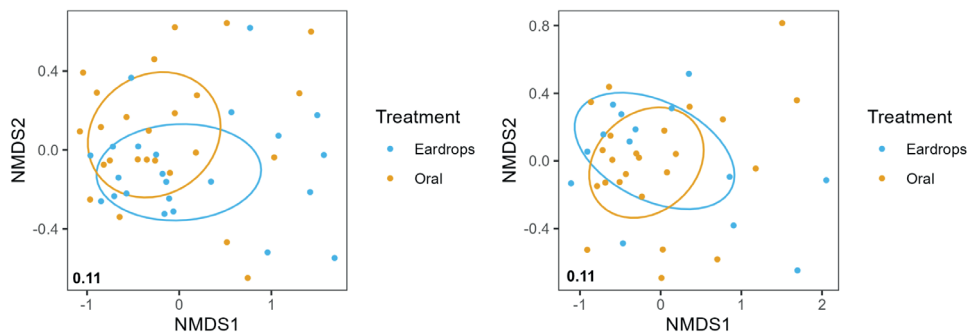 NMDS2
0.4
0.0
-0.4
0.11
-1
0
1
NMDS1
Treatment
Eardrops
Oral
NMDS2
0.8
0.4
0.0
-0.4
0.11
-1
0
1
2
NMDS1
Treatment
Eardrops
Oral